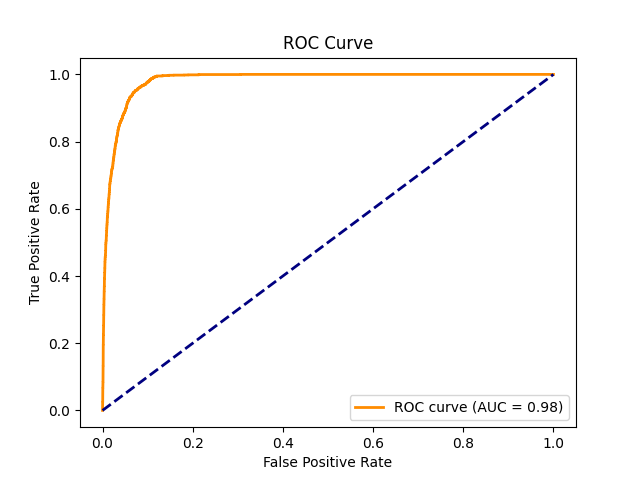 ROC Curve
1.0
0.8
0.6
0.4
0.2
0.0
True Positive Rate
0.0 0.2 0.4 0.6 0.8 1.0
False Positive Rate
ROC curve (AUC = 0.98)